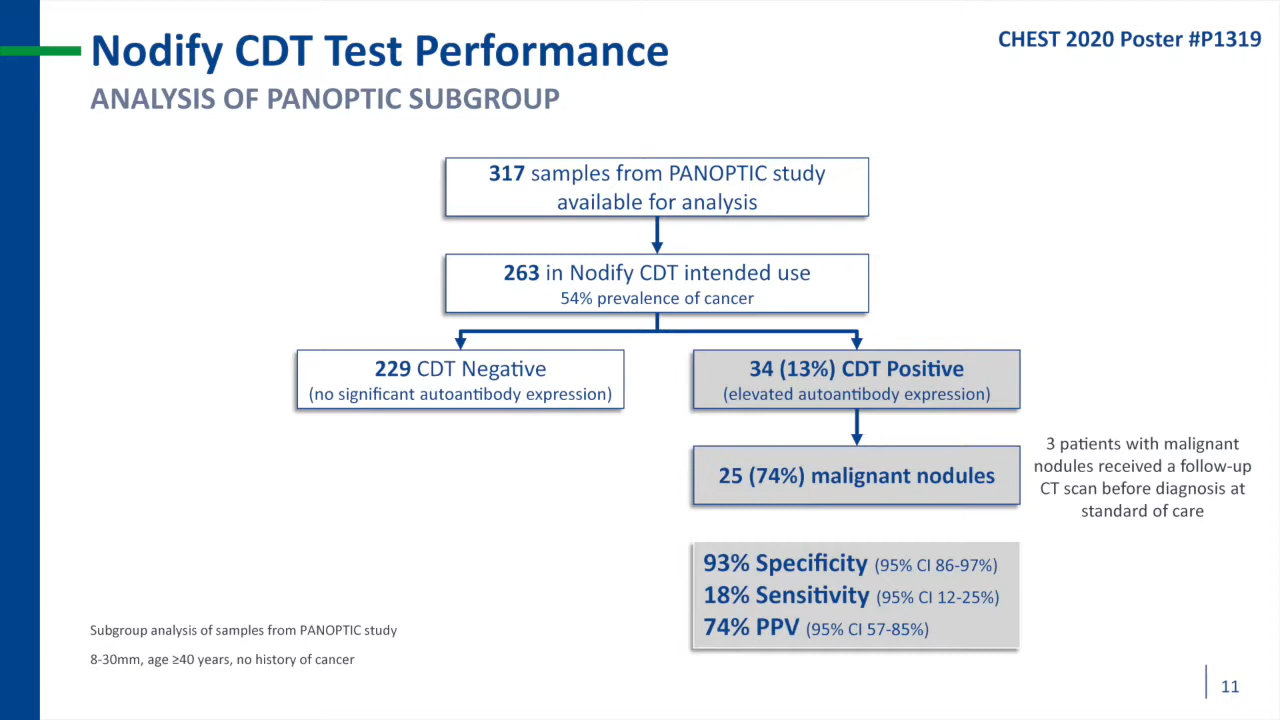 Nodify CDT Test Performance
CHEST 2020 Poster #P1319
ANALYSIS OF PANOPTIC SUBGROUP
317 samples from PANOPTIC study
available for analysis
263 in Nodify CDT intended use
54% prevalence of cancer
229 CDT Negative
(no significant autoantibody expression)
34 (13%) CDT Positive
(elevated autoantibody expression)
25 (74%) malignant nodules
3 patients with malignant
nodules received a follow-up
CT scan before diagnosis at
standard of care
93% Specificity (95% CI 86-97%)
18% Sensitivity (95% CI 12-25%)
74% PPV (95% CI 57-85%)
Subgroup analysis of samples from PANOPTIC study
8-30mm, age ≥40 years, no history of cancer
11